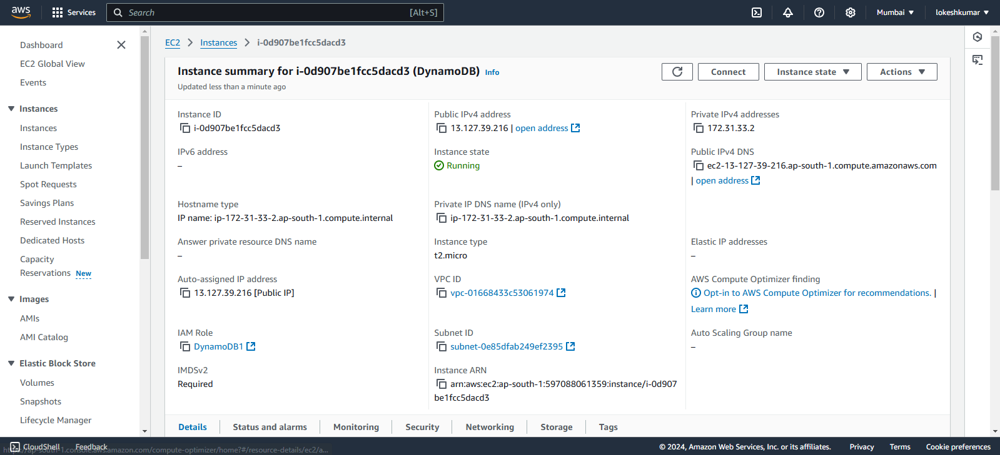 aws
Services
Search [Alt+S]
Mumbai
lokeshkumar
Dashboard
EC2 Global View
Events
Instances
Instances
Instance Types
Launch Templates
Spot Requests
Savings Plans
Reserved Instances
Dedicated Hosts
Capacity
Reservations New
Images
AMIs
AMI Catalog
Elastic Block Store
Volumes
Snapshots
Lifecycle Manager
EC2 > Instances > i-0d907be1fcc5dacd3
Instance summary for i-0d907be1fcc5dacd3 (DynamoDB) Info
Updated less than a minute ago
Connect
Instance state
Actions
Instance ID
i-0d907be1fcc5dacd3
Public IPv4 address
13.127.39.216 | open address
Private IPv4 addresses
172.31.33.2
IPv6 address
–
Instance state
Running
Public IPv4 DNS
ec2-13-127-39-216.ap-south-1.compute.amazonaws.com
| open address
Hostname type
IP name: ip-172-31-33-2.ap-south-1.compute.internal
Private IP DNS name (IPv4 only)
ip-172-31-33-2.ap-south-1.compute.internal
Answer private resource DNS name
–
Instance type
t2.micro
Elastic IP addresses
–
Auto-assigned IP address
13.127.39.216 [Public IP]
VPC ID
vpc-01668433c53061974
AWS Compute Optimizer finding
Opt-in to AWS Compute Optimizer for recommendations. |
Learn more
IAM Role
DynamoDB1
Subnet ID
subnet-0e85dfab249ef2395
Auto Scaling Group name
–
IMDSv2
Required
Instance ARN
arn:aws:ec2:ap-south-1:597088061359:instance/i-0d907
be1fcc5dacd3
Details
Status and alarms
Monitoring
Security
Networking
Storage
Tags
CloudShell
Feedback
https://ap-south-1.console.aws.amazon.com/compute-optimizer/home?#/resource-details/ec2/a...
© 2024, Amazon Web Services, Inc. or its affiliates.
Privacy
Terms
Cookie preferences